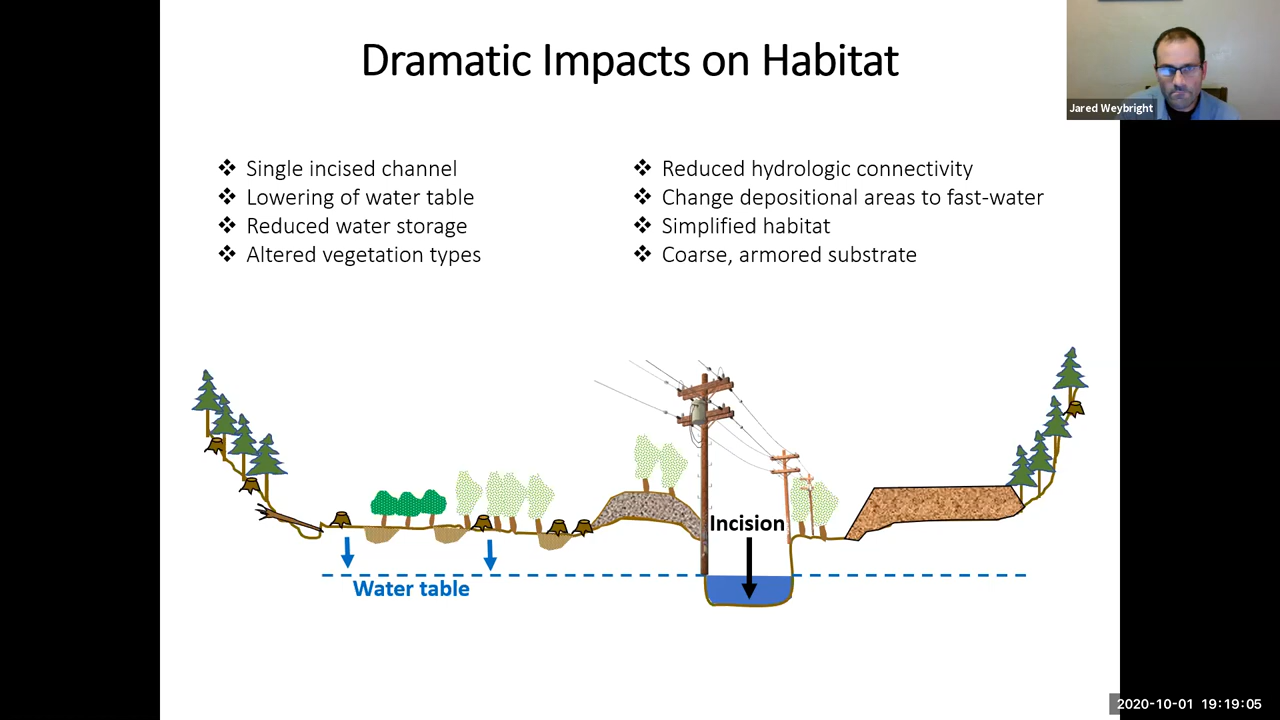 Dramatic Impacts on Habitat
Jared Weybright
❖ Single incised channel
❖ Lowering of water table
❖ Reduced water storage
❖ Altered vegetation types
❖ Reduced hydrologic connectivity
❖ Change depositional areas to fast-water
❖ Simplified habitat
❖ Coarse, armored substrate
Incision
Water table
2020-10-01 19:19:05